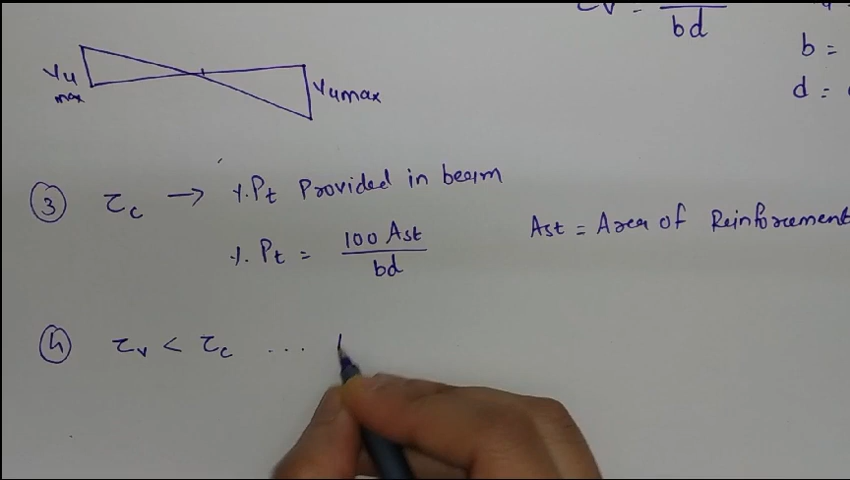 τv = 
bd
b =
d =
Vu max
Vumax
③ τc → %Pt Provided in beam
%Pt = 100 Ast / bd
Ast = Area of Reinforcement
④ τv < τc ...